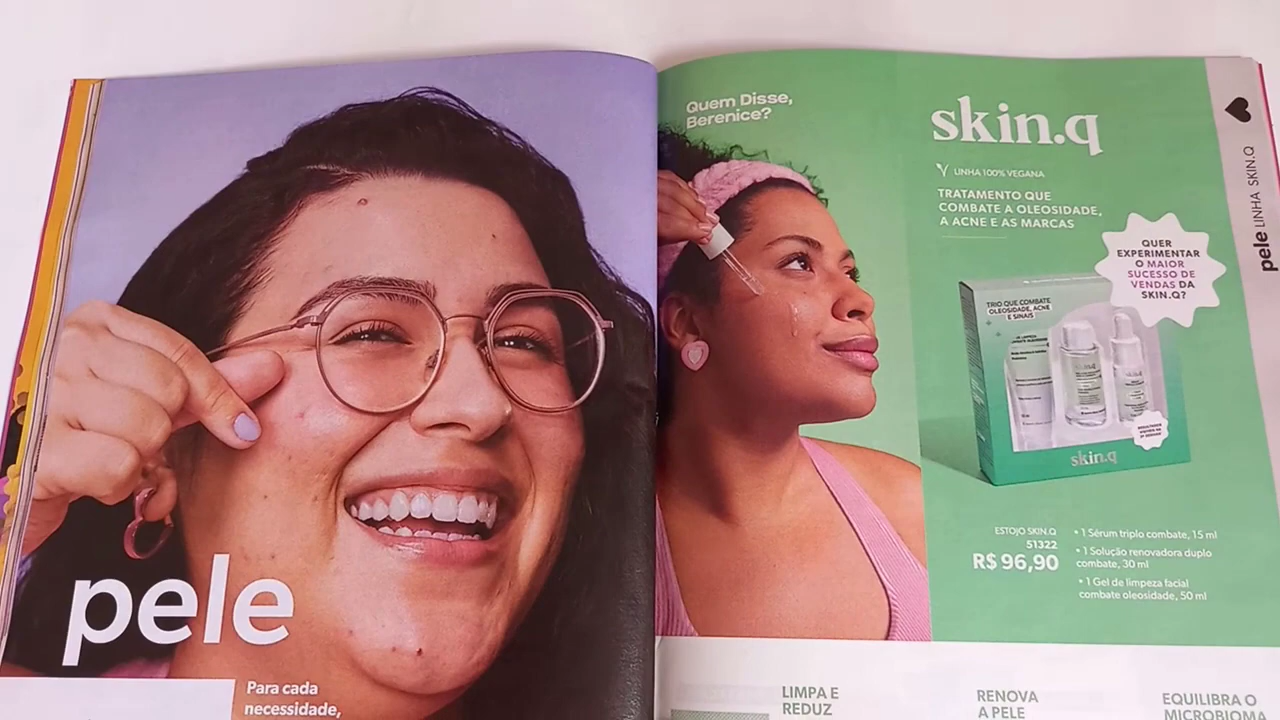 pele
Para cada
necessidade,
Quem Disse,
Berenice?
skin.q
LINHA 100% VEGANA
TRATAMENTO QUE
COMBATE A OLEOSIDADE,
A ACNE E AS MARCAS
QUER
EXPERIMENTAR
O MAIOR
SUCESSO DE
VENDAS DA
SKIN.Q?
TRIO QUE COMBATE
OLEOSIDADE, ACNE
E SINAIS
skin.q
skin.q
ESTOJO SKIN.Q
51322
R$ 96,90
• 1 Sérum triplo combate, 15 ml
• 1 Solução renovadora duplo
combate, 30 ml
• 1 Gel de limpeza facial
combate oleosidade, 50 ml
pele LINHA SKIN.Q
LIMPA E
REDUZ
RENOVA
A PELE
EQUILIBRA O
MICROBIOMA